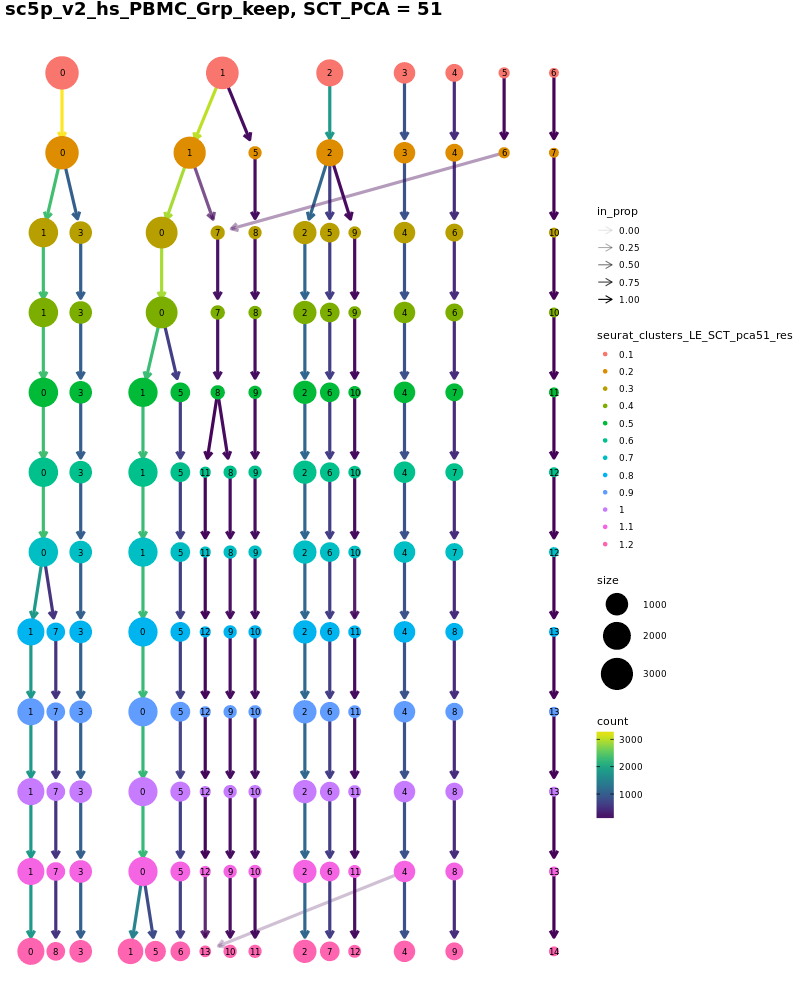 sc5p_v2_hs_PBMC_Grp_keep, SCT_PCA = 51
0 1 2 3 4 5 6
0 1 5 2 3 4 6 7
1 3 0 7 8 2 5 9 4 6 10
1 3 0 7 8 2 5 9 4 6 10
0 3 1 5 8 9 2 6 10 4 7 11
0 3 1 5 11 8 9 2 6 10 4 7 12
0 3 1 5 11 8 9 2 6 10 4 7 12
1 7 3 0 5 12 9 10 2 6 11 4 8 13
1 7 3 0 5 12 9 10 2 6 11 4 8 13
1 7 3 0 5 12 9 10 2 6 11 4 8 13
1 7 3 0 5 12 9 10 2 6 11 4 8 13
0 8 3 1 5 6 13 10 11 2 7 12 4 9 14
in_prop
0.00
0.25
0.50
0.75
1.00
seurat_clusters_LE_SCT_pca51_res
0.1
0.2
0.3
0.4
0.5
0.6
0.7
0.8
0.9
1
1.1
1.2
size
1000
2000
3000
count
3000
2000
1000